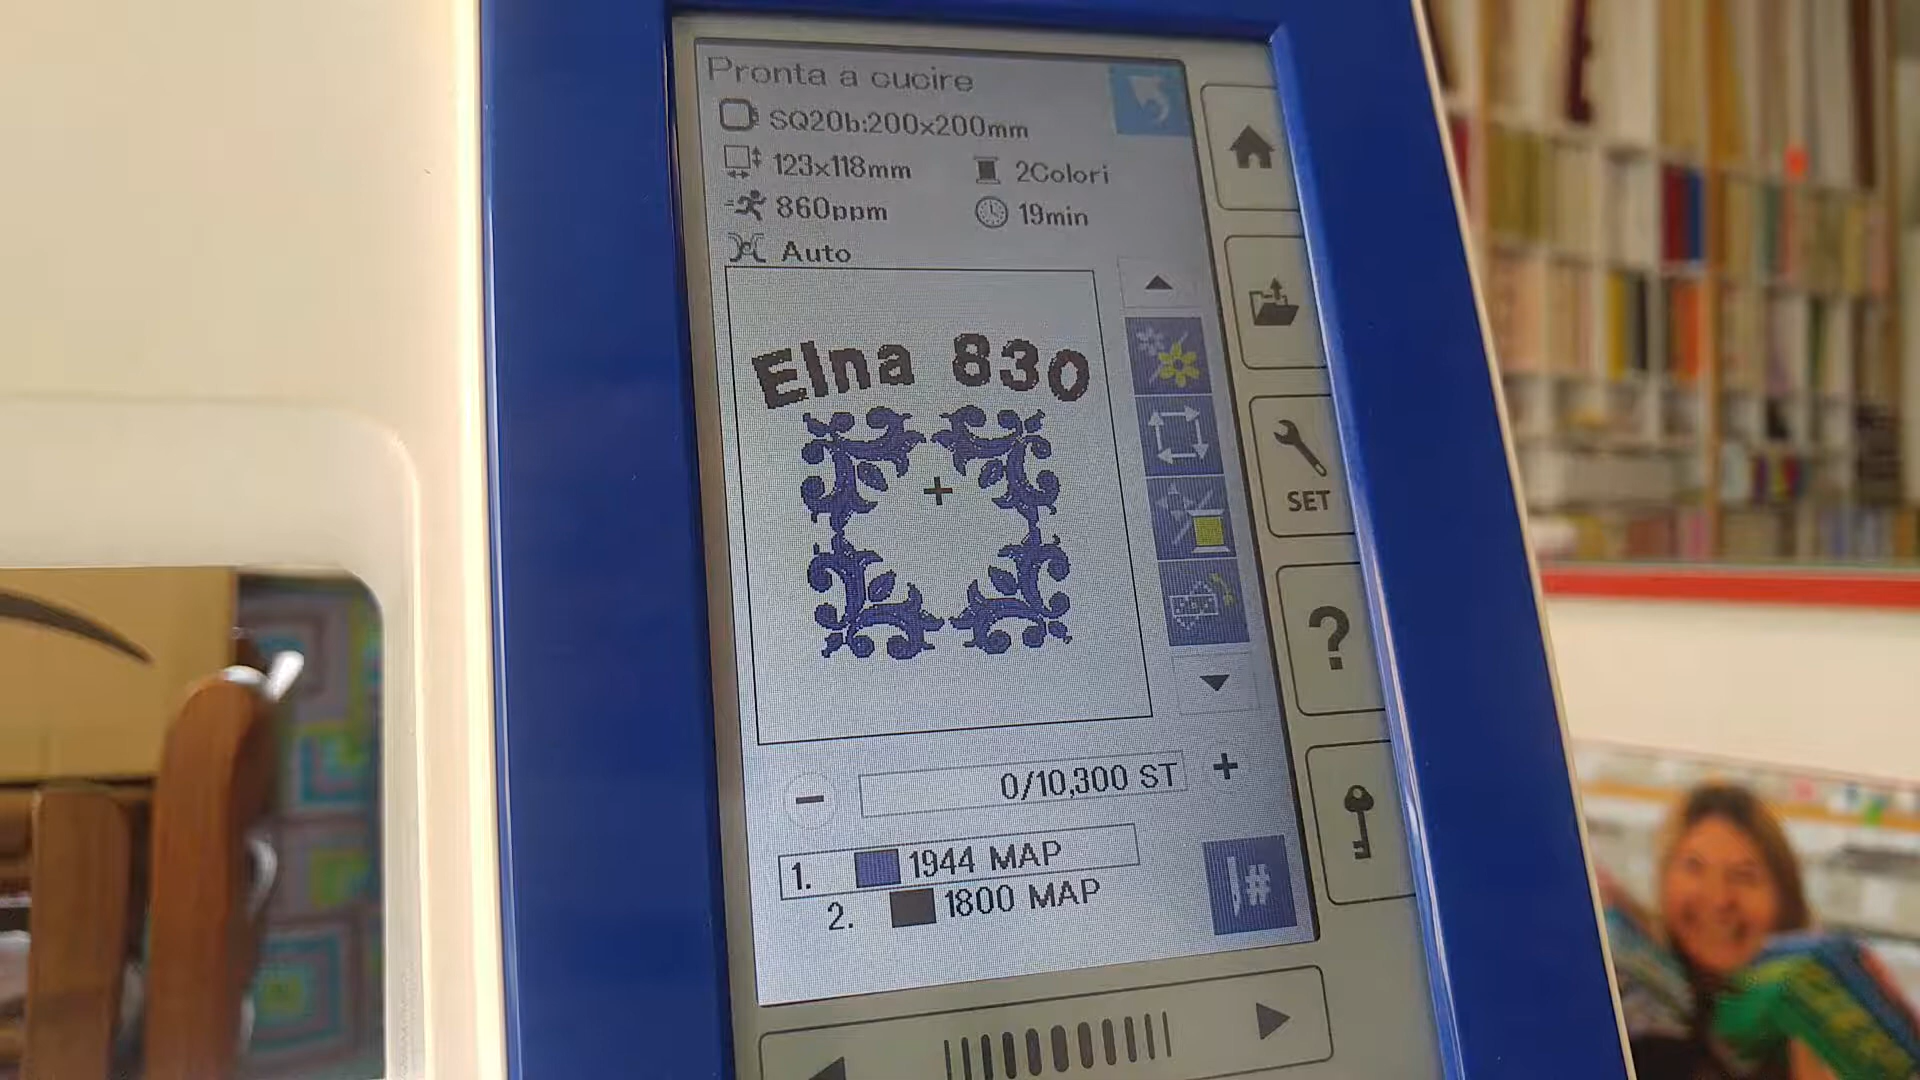 Pronta a cucire
SQ20b:200x200mm
123x118mm 2Colori
860ppm 19min
Auto
Elna 830
SET
?
0/10,300 ST
1. 1944 MAP
2. 1800 MAP